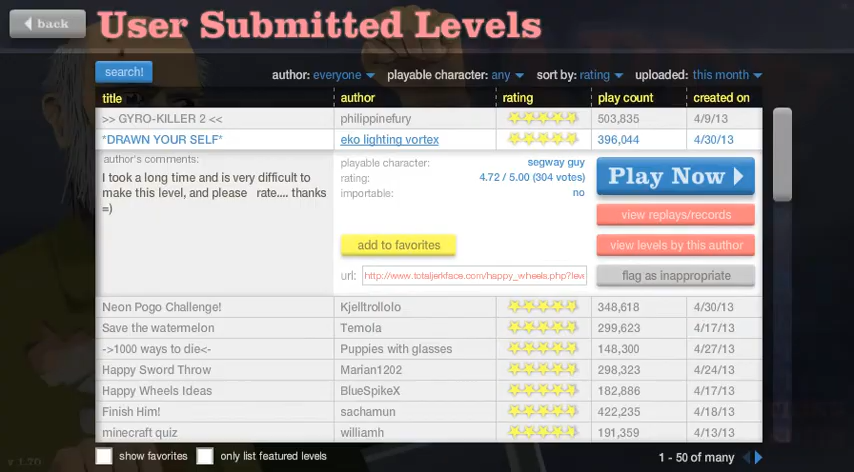 back
User Submitted Levels
search!
author: everyone playable character: any sort by: rating uploaded: this month
title author rating play count created on
>> GYRO-KILLER 2 << philippinefury 503,835 4/9/13
*DRAWN YOUR SELF* eko lighting vortex 396,044 4/30/13
author's comments:
I took a long time and is very difficult to
make this level, and please rate.... thanks
=)
playable character: segway guy
rating: 4.72 / 5.00 (304 votes)
importable: no
add to favorites
url: http://www.totaljerkface.com/happy_wheels.php?leve
Play Now
view replays/records
view levels by this author
flag as inappropriate
Neon Pogo Challenge! Kjelltrollolo 348,618 4/30/13
Save the watermelon Temola 299,623 4/17/13
->1000 ways to die<- Puppies with glasses 148,300 4/27/13
Happy Sword Throw Marian1202 298,323 4/24/13
Happy Wheels Ideas BlueSpikeX 182,886 4/17/13
Finish Him! sachamun 422,235 4/18/13
minecraft quiz williamh 191,359 4/13/13
show favorites only list featured levels 1 - 50 of many
v 1.70